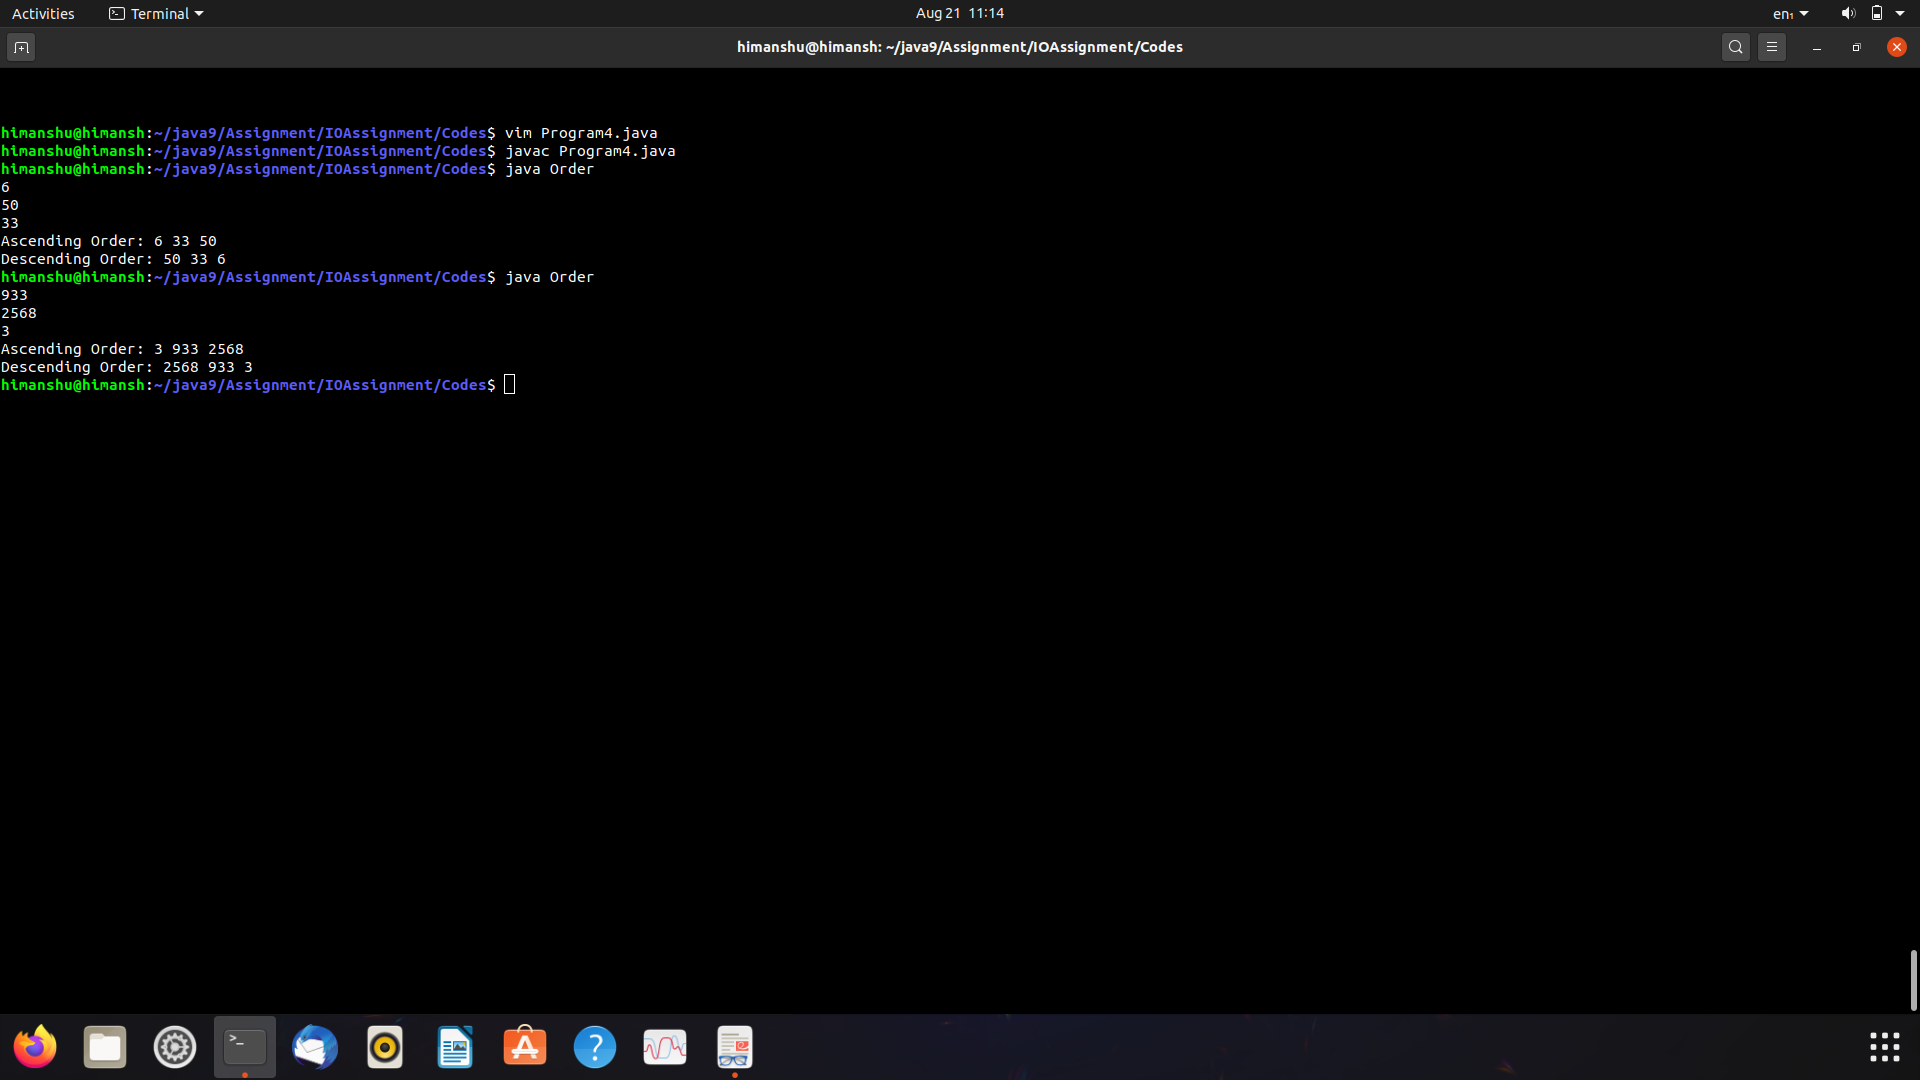 Activities Terminal Aug 21 11:14 en₁
himanshu@himansh: ~/java9/Assignment/IOAssignment/Codes
himanshu@himansh:~/java9/Assignment/IOAssignment/Codes$ vim Program4.java
himanshu@himansh:~/java9/Assignment/IOAssignment/Codes$ javac Program4.java
himanshu@himansh:~/java9/Assignment/IOAssignment/Codes$ java Order
6
50
33
Ascending Order: 6 33 50
Descending Order: 50 33 6
himanshu@himansh:~/java9/Assignment/IOAssignment/Codes$ java Order
933
2568
3
Ascending Order: 3 933 2568
Descending Order: 2568 933 3
himanshu@himansh:~/java9/Assignment/IOAssignment/Codes$